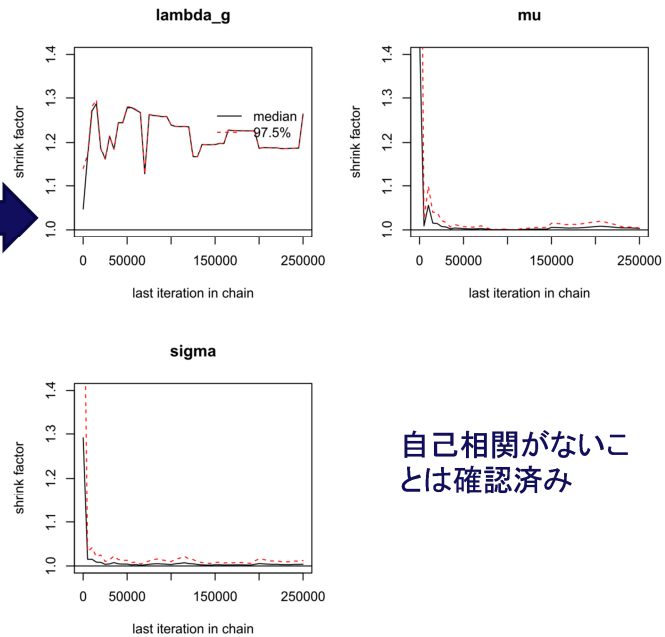 lambda_g
shrink factor
1.0 1.1 1.2 1.3 1.4
median
97.5%
0 50000 150000 250000
last iteration in chain
mu
shrink factor
1.0 1.1 1.2 1.3 1.4
0 50000 150000 250000
last iteration in chain
sigma
shrink factor
1.0 1.1 1.2 1.3 1.4
0 50000 150000 250000
last iteration in chain
自己相関がないこ
とは確認済み